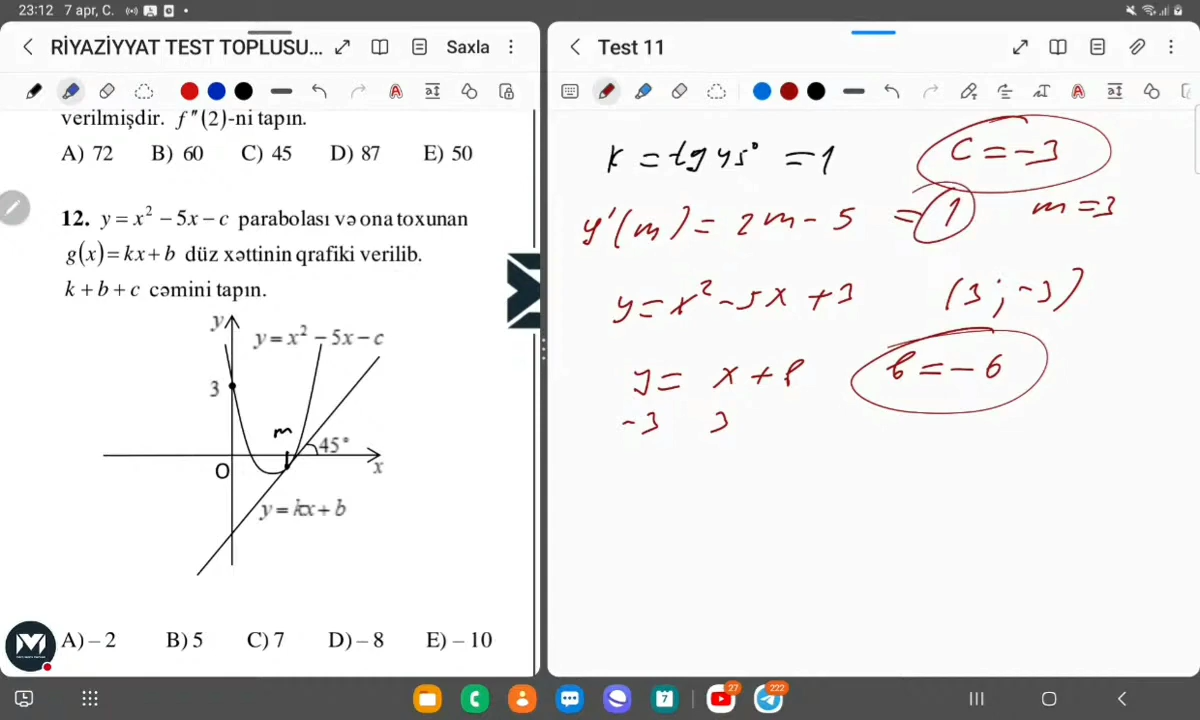 23:12 7 apr, C.
RİYAZİYYAT TEST TOPLUSU... Saxla
verilmişdir. f″(2)-ni tapın.
A) 72 B) 60 C) 45 D) 87 E) 50
12. y = x² − 5x − c parabolası və ona toxunan
g(x) = kx + b düz xəttinin qrafiki verilib.
k + b + c cəmini tapın.
y
y = x² − 5x − c
3
m
45°
O
x
y = kx + b
A) – 2 B) 5 C) 7 D) – 8 E) – 10
Test 11
k = tg45° = 1 c = -3
y'(m) = 2m - 5 = 1 m = 3
y = x² - 5x + 3 (3; -3)
y = x + b b = -6
-3 3
27
222
7